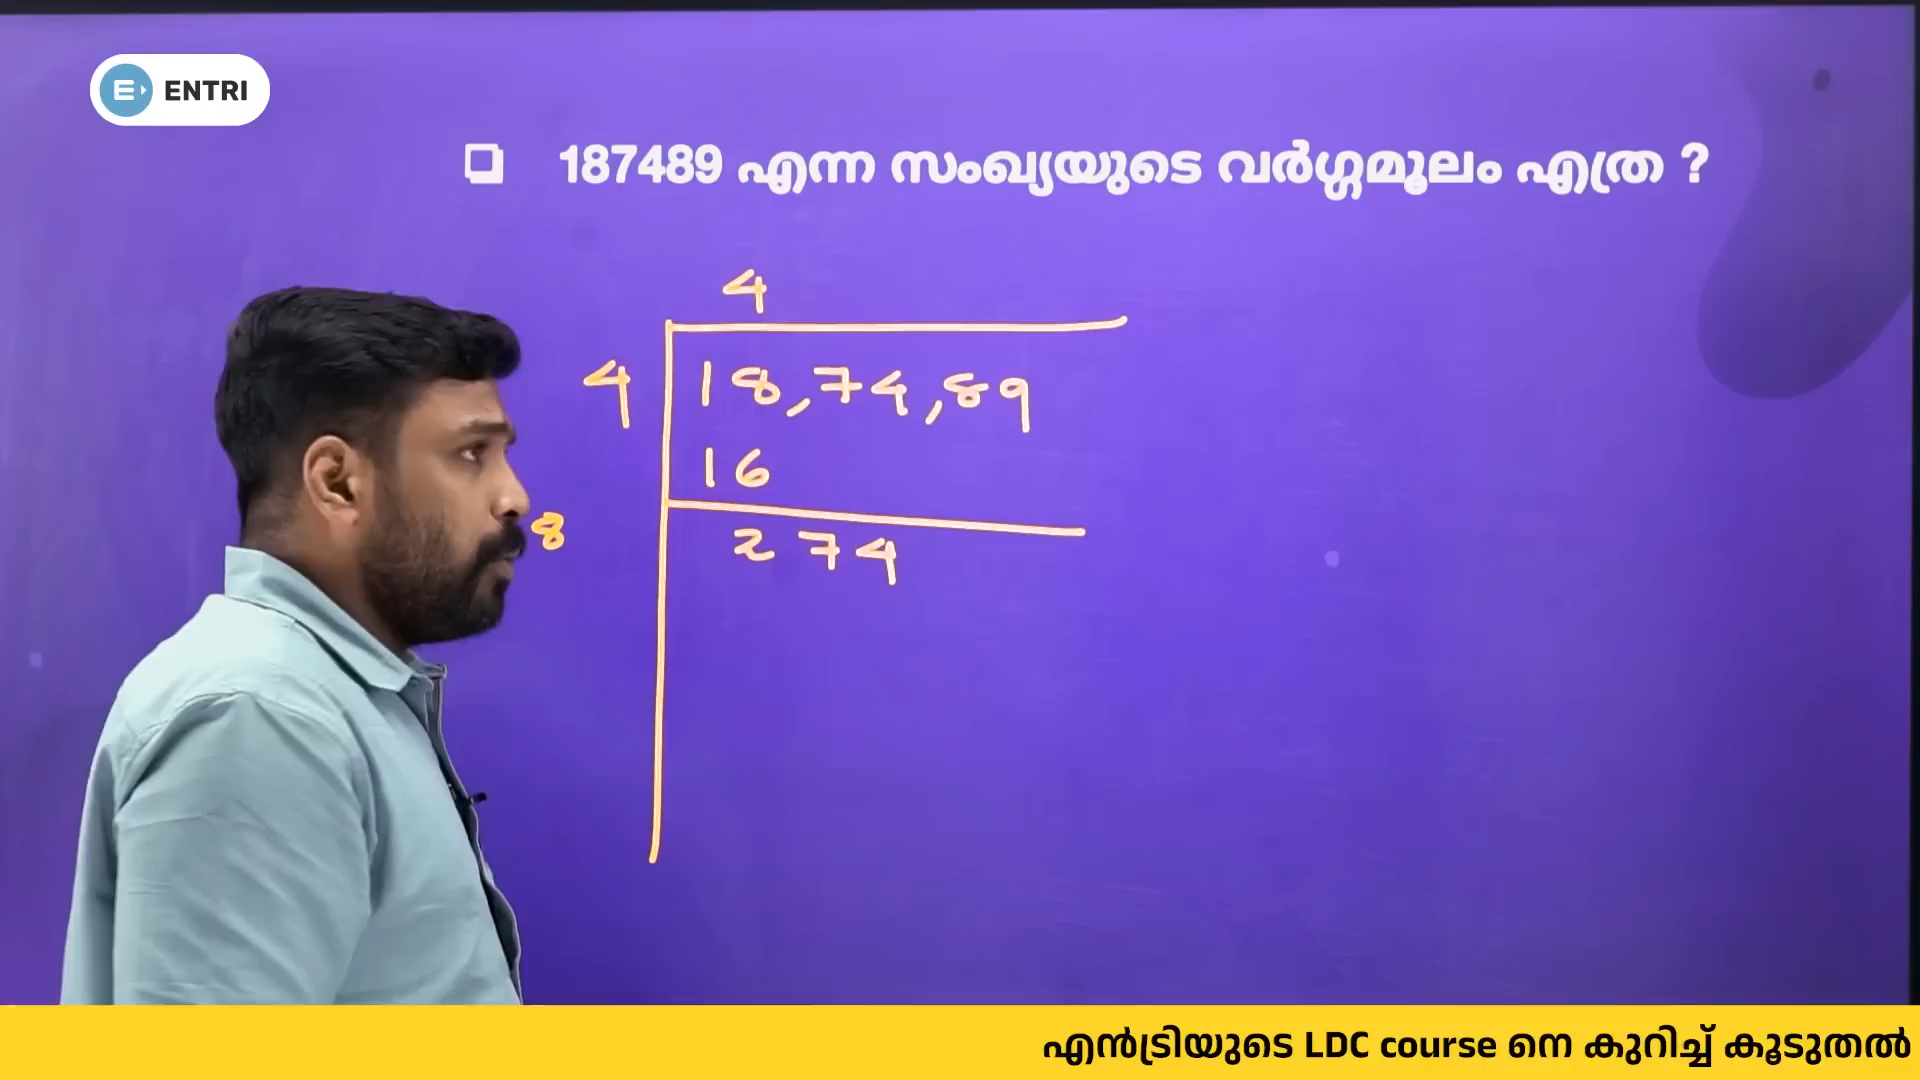 ENTRI
187489 എന്ന സംഖ്യയുടെ വർഗ്ഗമൂലം എത്ര ?
4
4 18,74,89
16
8 274
എൻട്രിയുടെ LDC course നെ കുറിച്ച് കൂടുതൽ